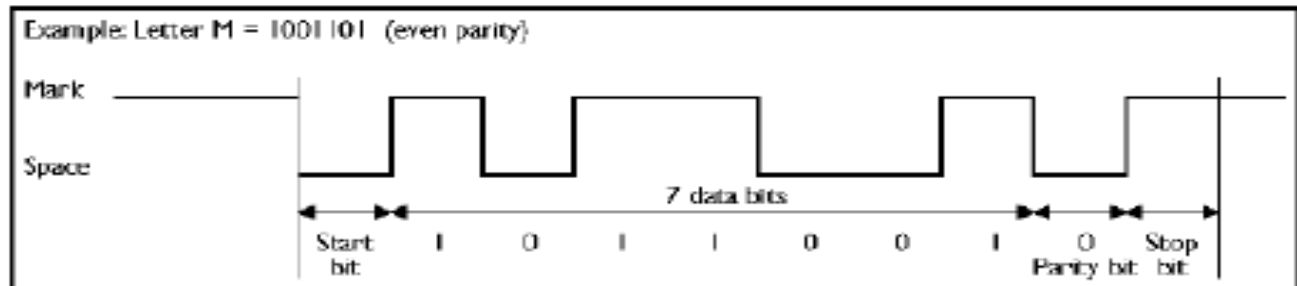 Example: Letter M = 1001101 (even parity)
Mark
Space
7 data bits
Start bit
1 0 1 1 0 0 1 0
Parity bit
Stop bit